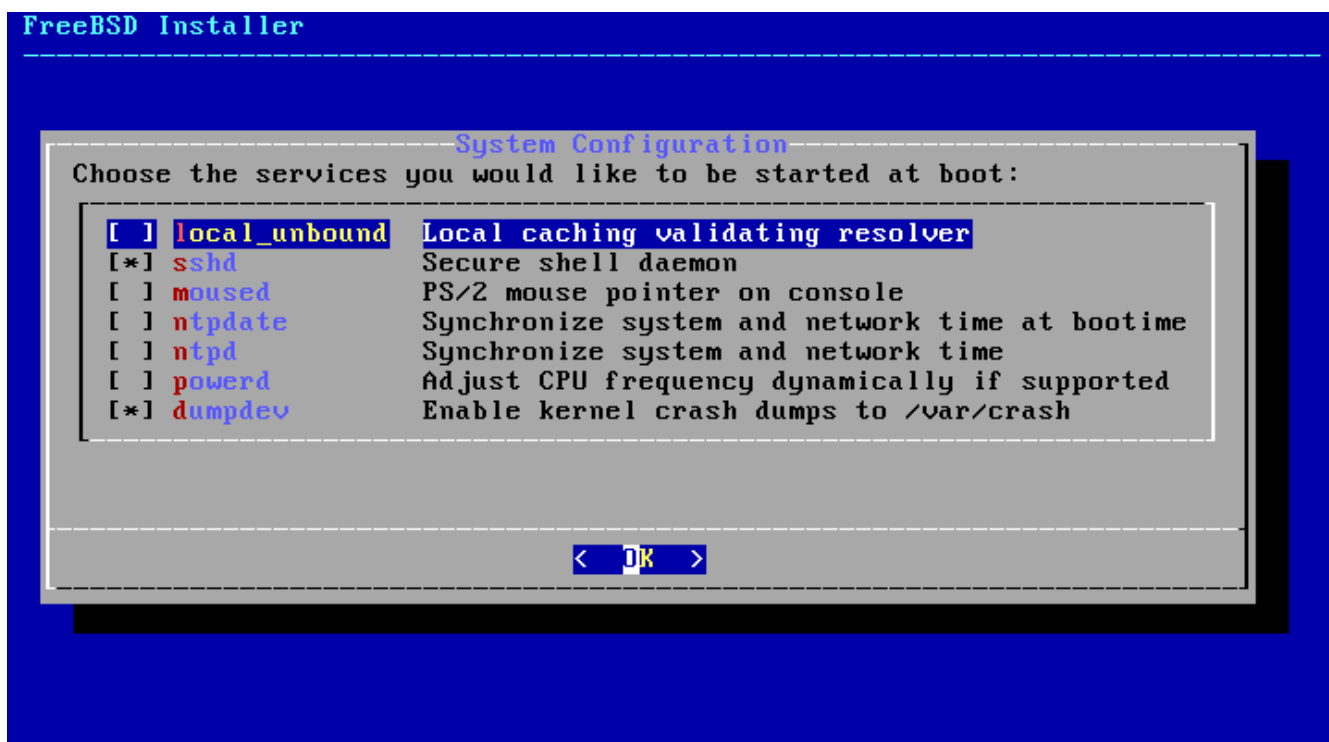 FreeBSD Installer
System Configuration
Choose the services you would like to be started at boot:
[ ] local_unbound Local caching validating resolver
[*] sshd Secure shell daemon
[ ] moused PS/2 mouse pointer on console
[ ] ntpdate Synchronize system and network time at bootime
[ ] ntpd Synchronize system and network time
[ ] powerd Adjust CPU frequency dynamically if supported
[*] dumpdev Enable kernel crash dumps to /var/crash
< OK >